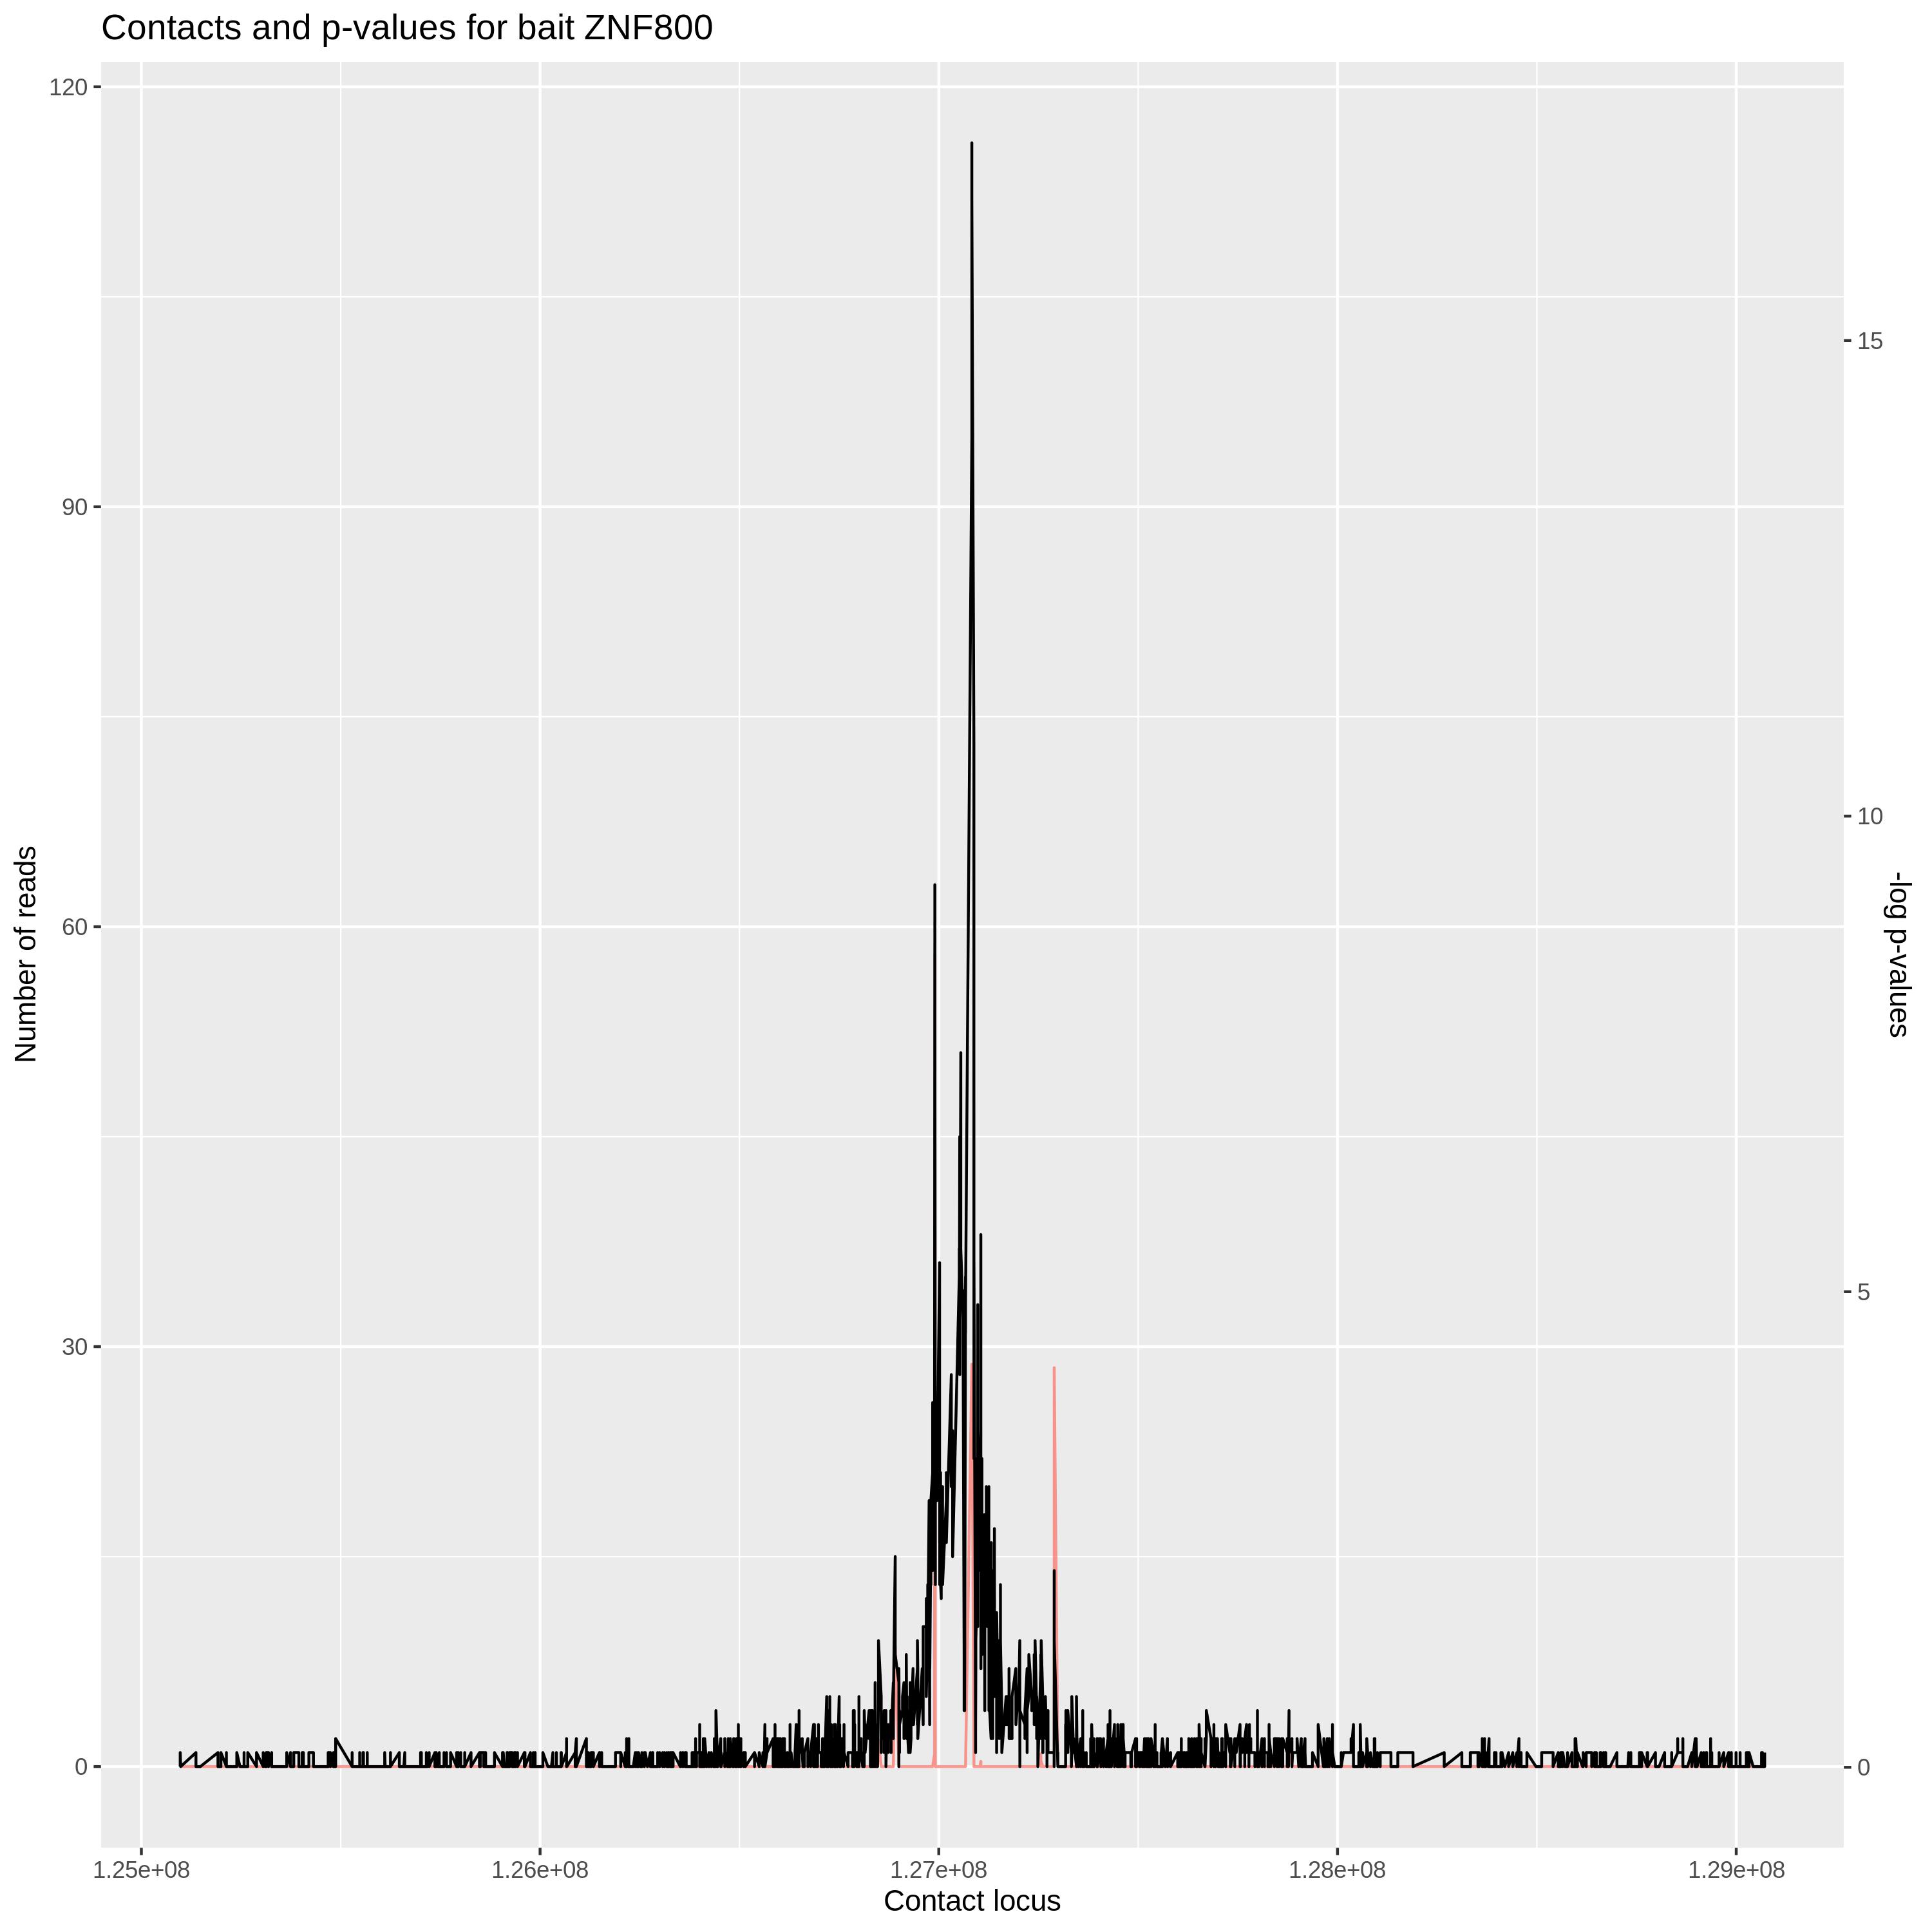 Contacts and p-values for bait ZNF800
120
90
60
30
0
Number of reads
15
10
5
0
-log p-values
1.25e+08
1.26e+08
1.27e+08
1.28e+08
1.29e+08
Contact locus